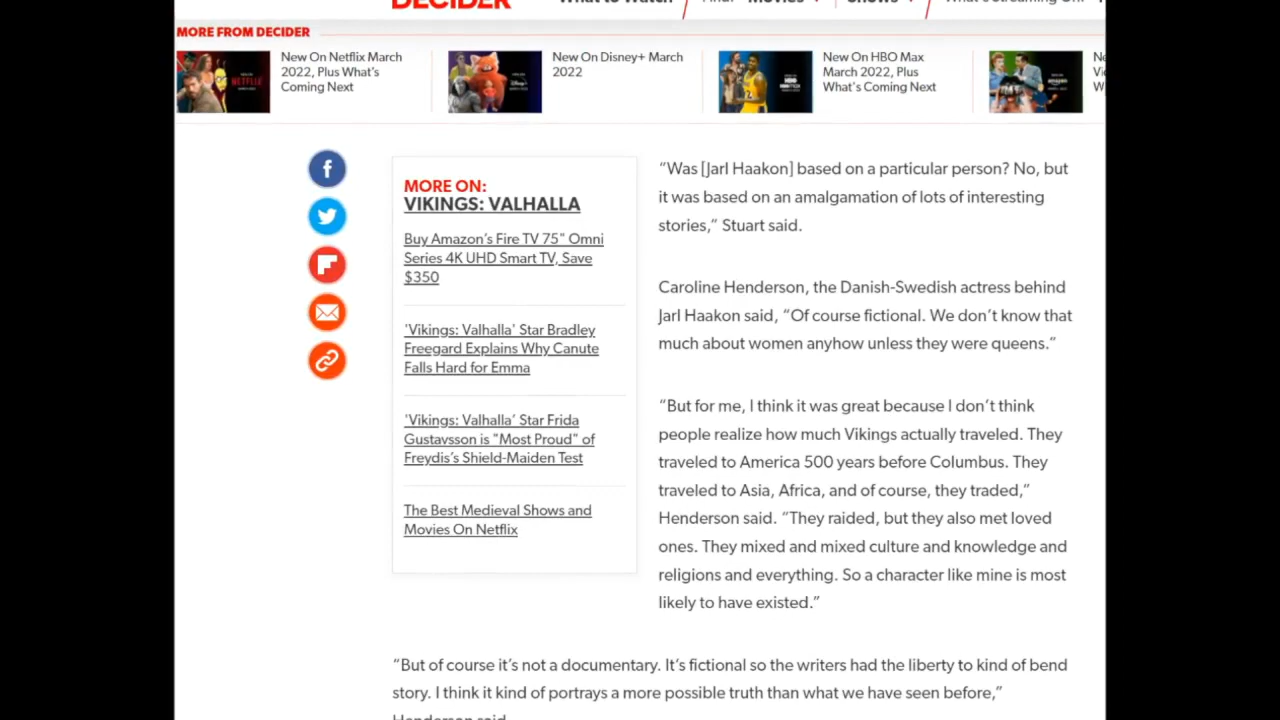 DECIDER
What to Watch
Movies
Shows
What's Streaming On:
MORE FROM DECIDER
New On Netflix March
2022, Plus What's
Coming Next
New On Disney+ March
2022
New On HBO Max
March 2022, Plus
What's Coming Next
NETFLIX
Disney+
HBO
“Was [Jarl Haakon] based on a particular person? No, but
it was based on an amalgamation of lots of interesting
stories,” Stuart said.
MORE ON:
VIKINGS: VALHALLA
Buy Amazon’s Fire TV 75" Omni
Series 4K UHD Smart TV, Save
$350
'Vikings: Valhalla' Star Bradley
Freegard Explains Why Canute
Falls Hard for Emma
'Vikings: Valhalla’ Star Frida
Gustavsson is "Most Proud" of
Freydis’s Shield-Maiden Test
The Best Medieval Shows and
Movies On Netflix
Caroline Henderson, the Danish-Swedish actress behind
Jarl Haakon said, “Of course fictional. We don’t know that
much about women anyhow unless they were queens.”
“But for me, I think it was great because I don’t think
people realize how much Vikings actually traveled. They
traveled to America 500 years before Columbus. They
traveled to Asia, Africa, and of course, they traded,”
Henderson said. “They raided, but they also met loved
ones. They mixed and mixed culture and knowledge and
religions and everything. So a character like mine is most
likely to have existed.”
“But of course it’s not a documentary. It’s fictional so the writers had the liberty to kind of bend
story. I think it kind of portrays a more possible truth than what we have seen before,”
Henderson said.